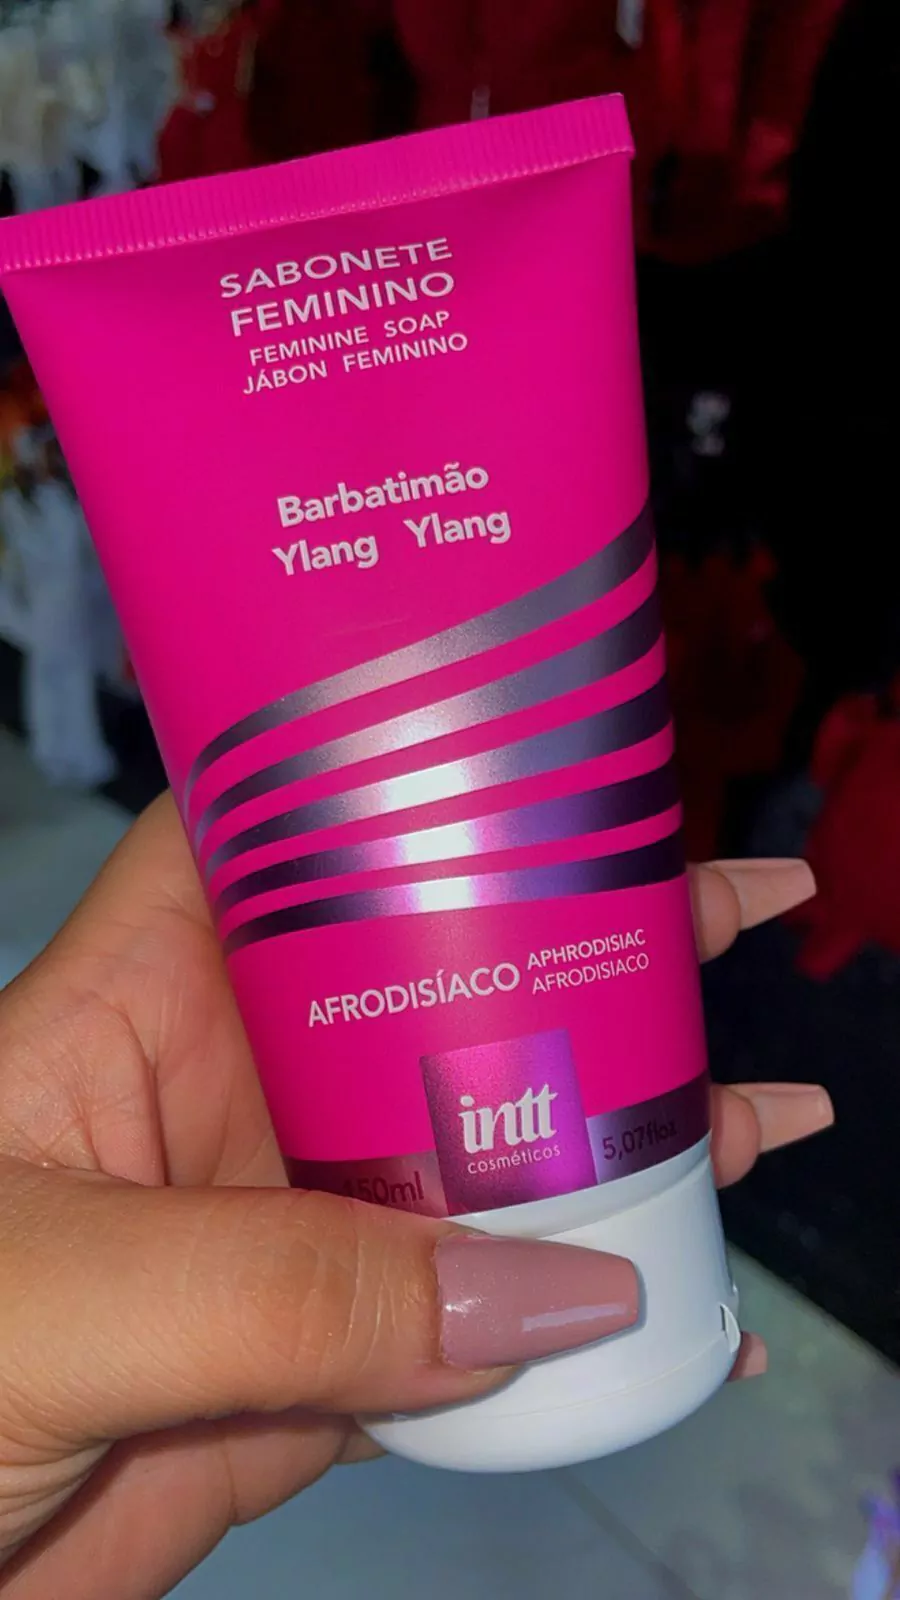 SABONETE
FEMININO
FEMININE SOAP
JÁBON FEMININO
Barbatimão
Ylang Ylang
AFRODISÍACO
APHRODISIAC
AFRODISIACO
intt
cosméticos
150ml
5,07floz